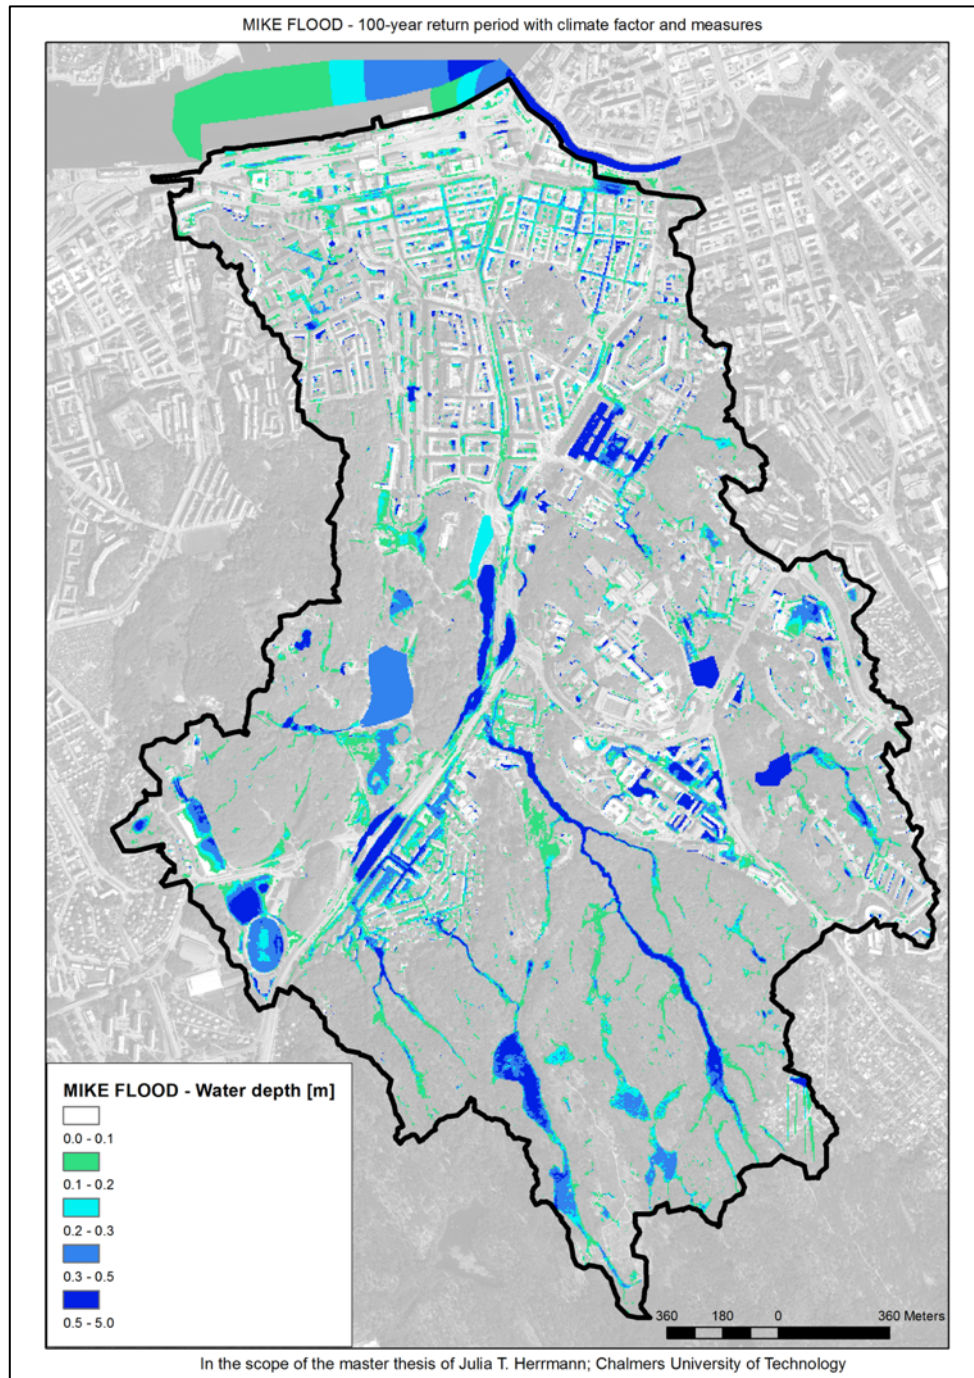 MIKE FLOOD - 100-year return period with climate factor and measures
MIKE FLOOD - Water depth [m]
0.0 - 0.1
0.1 - 0.2
0.2 - 0.3
0.3 - 0.5
0.5 - 5.0
360 180 0 360 Meters
In the scope of the master thesis of Julia T. Herrmann; Chalmers University of Technology